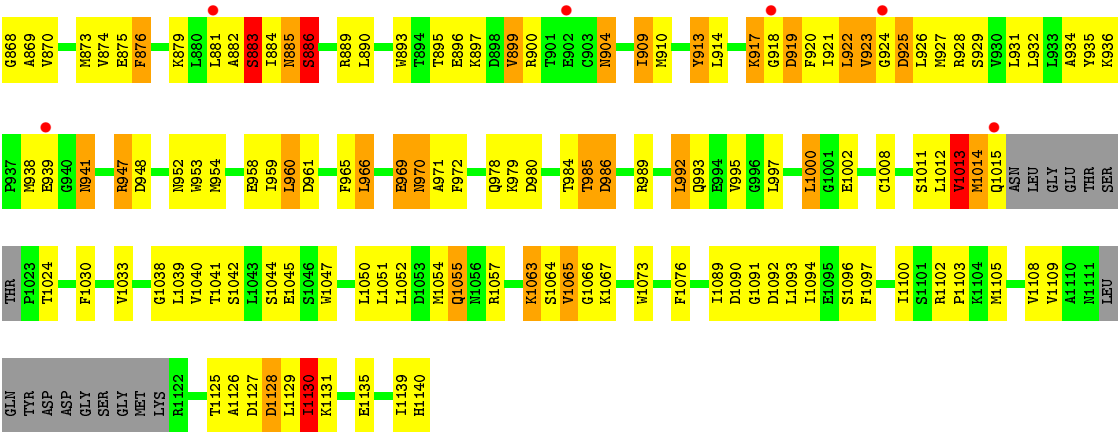 G868 A869 V870 M873 V874 E875 F876 K879 L880 L881 A882 S883 I884 N885 S886 R889 L890 W893 T894 T895 E896 K897 D898 V899 R900 T901 E902 C903 N904 I909 M910 Y913 L914 K917 G918 D919 F920 I921 L922 V923 G924 D925 L926 M927 R928 S929 V930 L931 L932 L933 A934 Y935 K936
P937 M938 E939 G940 N941 R947 D948 N952 W953 M954 E958 I959 L960 D961 F965 L966 E969 N970 A971 F972 Q978 K979 D980 T984 T985 D986 R989 L992 Q993 E994 V995 G996 L997 L1000 G1001 E1002 C1008 S1011 L1012 V1013 M1014 Q1015 ASN LEU GLY GLU THR SER
THR P1023 T1024 F1030 V1033 G1038 L1039 V1040 T1041 S1042 L1043 S1044 E1045 S1046 W1047 L1050 L1051 L1052 D1053 M1054 Q1055 N1056 R1057 K1063 S1064 V1065 G1066 K1067 W1073 F1076 I1089 D1090 G1091 D1092 L1093 I1094 E1095 S1096 F1097 I1100 S1101 R1102 P1103 K1104 M1105 V1108 V1109 A1110 N1111 LEU
GLN TYR ASP ASP GLY SER GLY MET LYS R1122 T1125 A1126 D1127 D1128 L1129 I1130 K1131 E1135 I1139 H1140